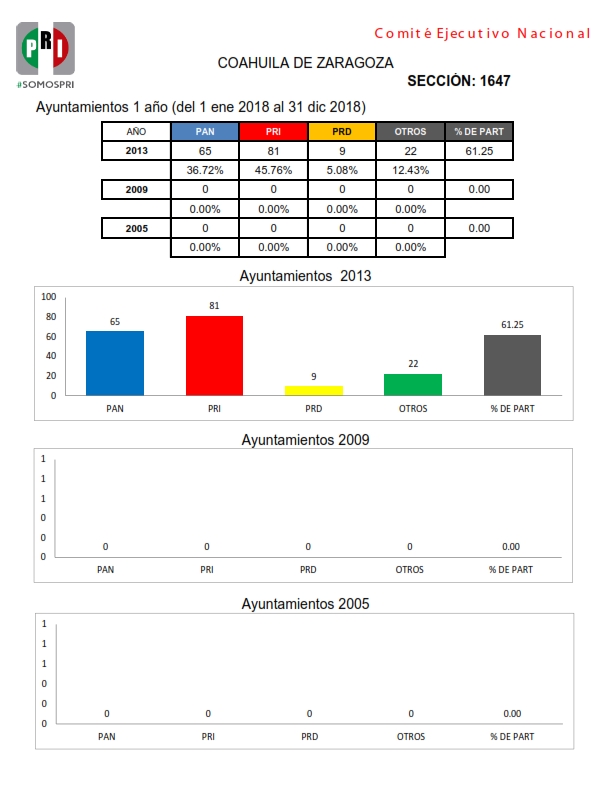 PRI
#SOMOSPRI
Comité Ejecutivo Nacional
COAHUILA DE ZARAGOZA
SECCIÓN: 1647
Ayuntamientos 1 año (del 1 ene 2018 al 31 dic 2018)
AÑO PAN PRI PRD OTROS % DE PART
2013 65 81 9 22 61.25
36.72% 45.76% 5.08% 12.43%
2009 0 0 0 0 0.00
0.00% 0.00% 0.00% 0.00%
2005 0 0 0 0 0.00
0.00% 0.00% 0.00% 0.00%
Ayuntamientos 2013
100
80
60
40
20
0
65 81 9 22 61.25
PAN PRI PRD OTROS % DE PART
Ayuntamientos 2009
1
1
1
0
0
0
0 0 0 0 0.00
PAN PRI PRD OTROS % DE PART
Ayuntamientos 2005
1
1
1
0
0
0
0 0 0 0 0.00
PAN PRI PRD OTROS % DE PART